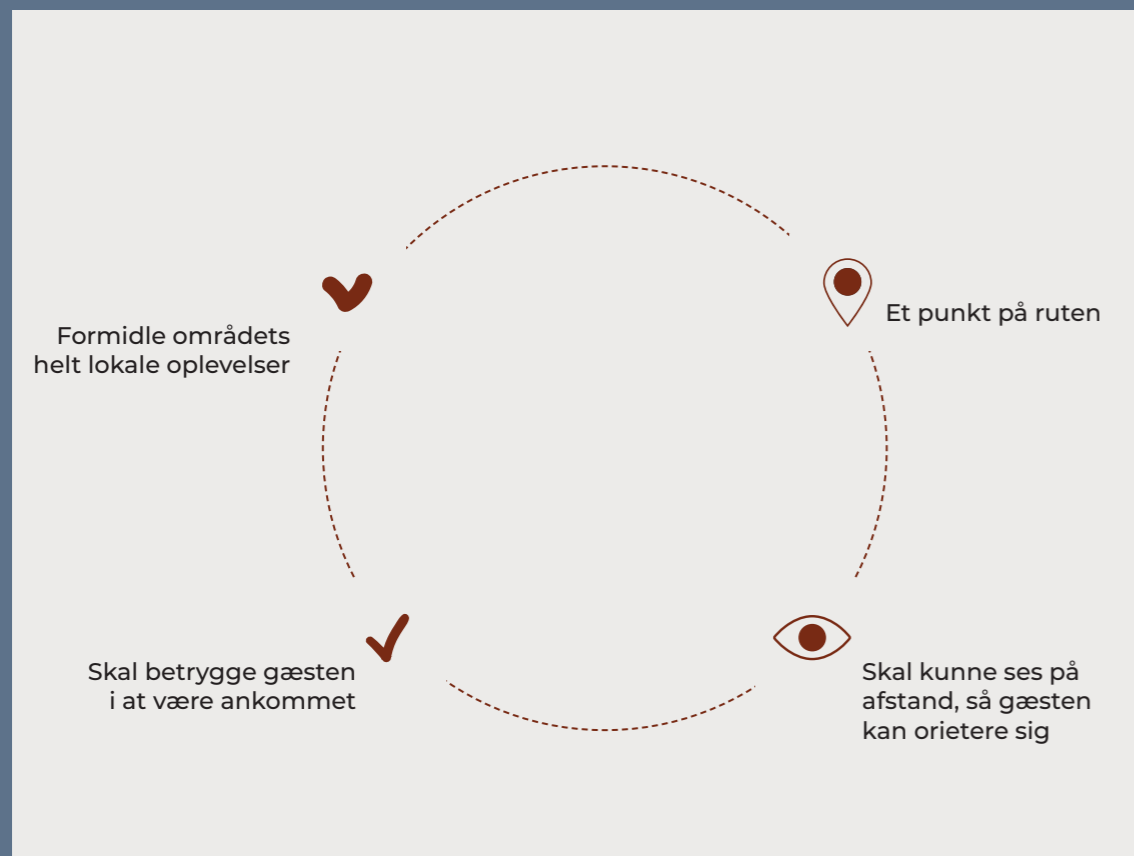 Et punkt på ruten
Skal kunne ses på
afstand, så gæsten
kan orietere sig
Skal betrygge gæsten
i at være ankommet
Formidle områdets
helt lokale oplevelser